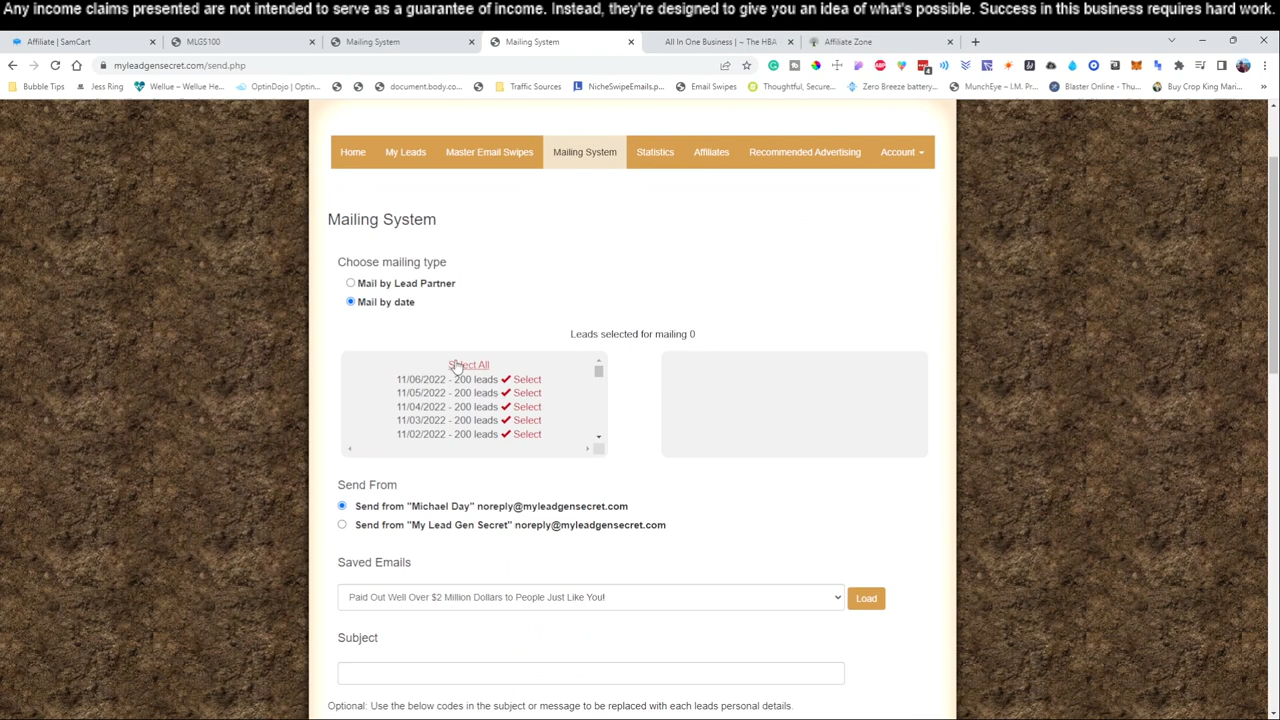 Any income claims presented are not intended to serve as a guarantee of income. Instead, they're designed to give you an idea of what's possible. Success in this business requires hard work.
Affiliate | SamCart
MLGS100
Mailing System
Mailing System
All In One Business | ~ The HBA
Affiliate Zone
myleadgensecret.com/send.php
Bubble Tips
Jess Ring
Wellue – Wellue He...
OptinDojo | Optin...
document.body.co...
Traffic Sources
NicheSwipeEmails.p...
Email Swipes
Thoughtful, Secure...
Zero Breeze battery...
MunchEye – I.M. Pr...
Blaster Online - Thu...
Buy Crop King Mari...
Home
My Leads
Master Email Swipes
Mailing System
Statistics
Affiliates
Recommended Advertising
Account
Mailing System
Choose mailing type
Mail by Lead Partner
Mail by date
Leads selected for mailing 0
Select All
11/06/2022 - 200 leads ✔ Select
11/05/2022 - 200 leads ✔ Select
11/04/2022 - 200 leads ✔ Select
11/03/2022 - 200 leads ✔ Select
11/02/2022 - 200 leads ✔ Select
Send From
Send from "Michael Day" noreply@myleadgensecret.com
Send from "My Lead Gen Secret" noreply@myleadgensecret.com
Saved Emails
Paid Out Well Over $2 Million Dollars to People Just Like You!
Load
Subject
Optional: Use the below codes in the subject or message to be replaced with each leads personal details.